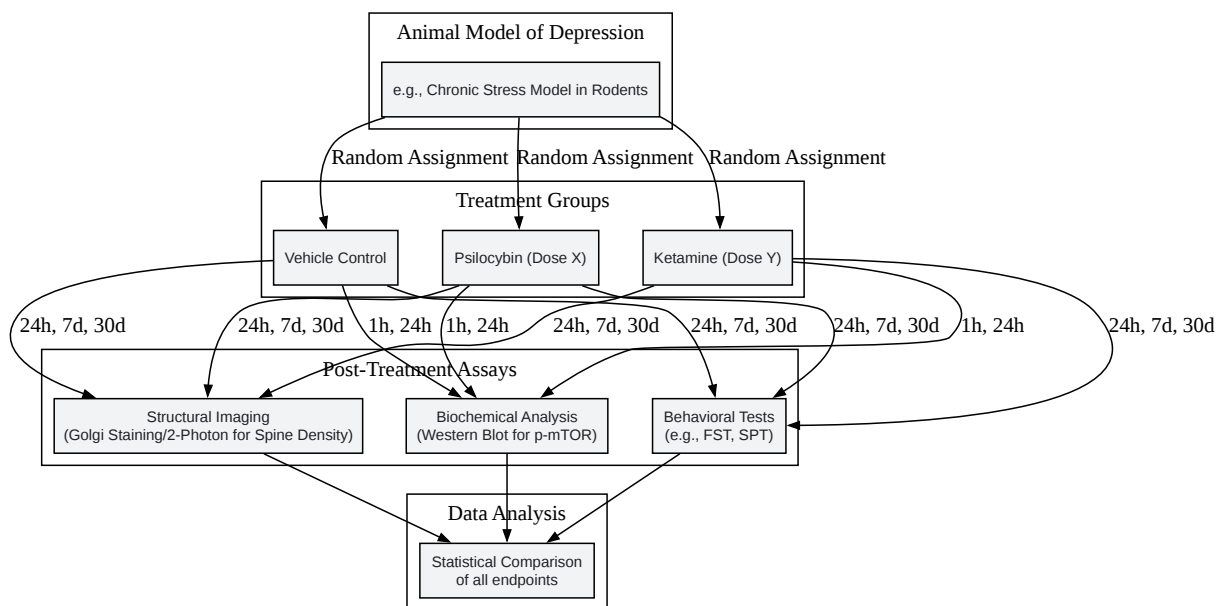 Animal Model of Depression
e.g., Chronic Stress Model in Rodents
Random Assignment
Random Assignment
Random Assignment
Treatment Groups
Vehicle Control
Psilocybin (Dose X)
Ketamine (Dose Y)
24h, 7d, 30d
24h, 7d, 30d
1h, 24h
1h, 24h
24h, 7d, 30d
24h, 7d, 30d
24h, 7d, 30d
1h, 24h
24h, 7d, 30d
Post-Treatment Assays
Structural Imaging
(Golgi Staining/2-Photon for Spine Density)
Biochemical Analysis
(Western Blot for p-mTOR)
Behavioral Tests
(e.g., FST, SPT)
Data Analysis
Statistical Comparison
of all endpoints